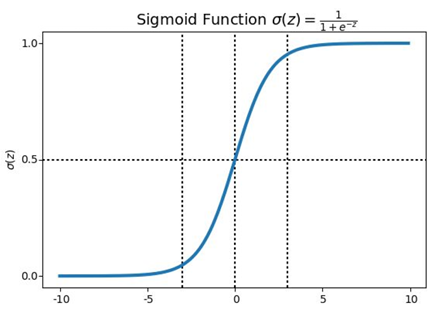 Sigmoid Function σ(z) = 1/(1+e^{-z})
1.0
0.5
0.0
σ(z)
-10 -5 0 5 10